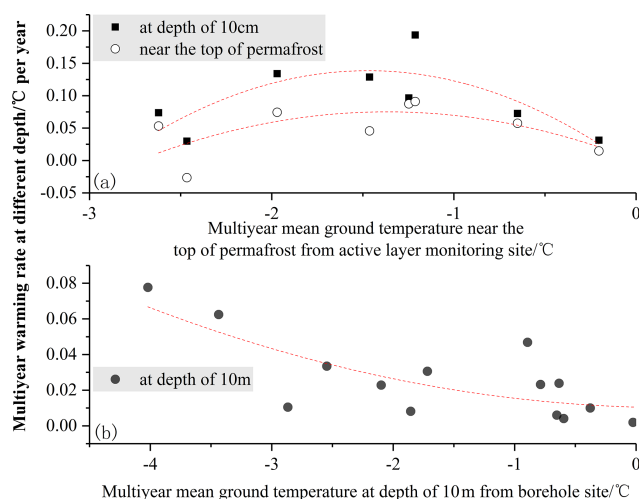 Multiyear warming rate at different depth/℃ per year
0.20
0.15
0.10
0.05
0.00
-0.05
at depth of 10cm
near the top of permafrost
(a)
-3
-2
-1
0
Multiyear mean ground temperature near the
top of permafrost from active layer monitoring site/℃
0.08
0.06
0.04
0.02
0.00
at depth of 10m
(b)
-4
-3
-2
-1
0
Multiyear mean ground temperature at depth of 10m from borehole site/℃